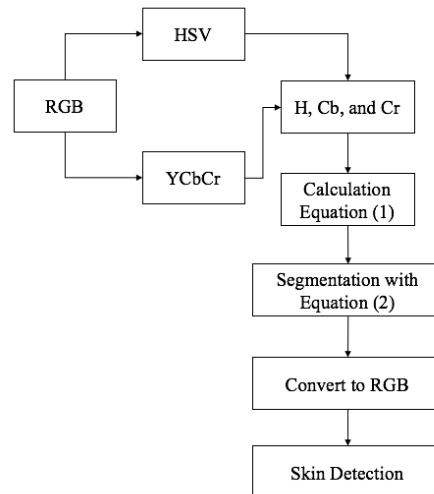 HSV
RGB
H, Cb, and Cr
YCbCr
Calculation
Equation (1)
Segmentation with
Equation (2)
Convert to RGB
Skin Detection